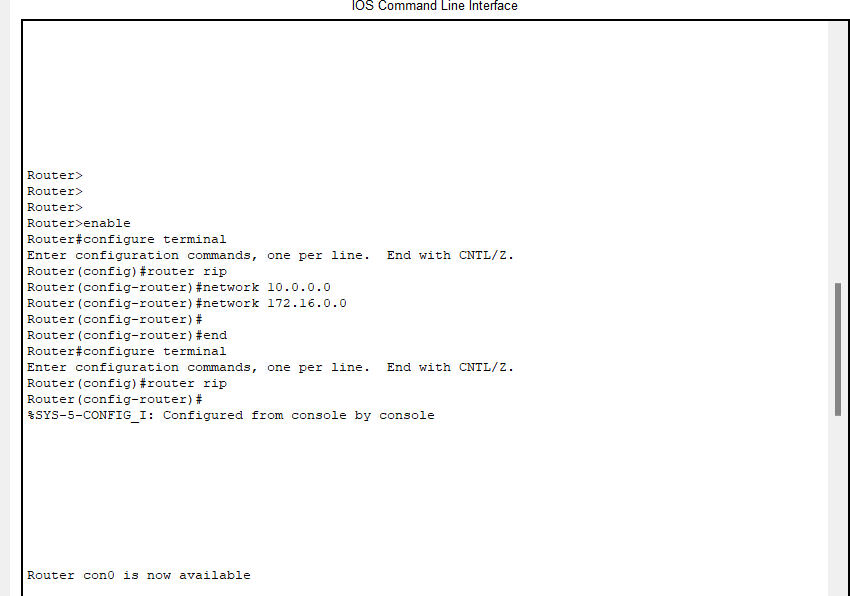 IOS Command Line Interface
Router>
Router>
Router>
Router>enable
Router#configure terminal
Enter configuration commands, one per line.  End with CNTL/Z.
Router(config)#router rip
Router(config-router)#network 10.0.0.0
Router(config-router)#network 172.16.0.0
Router(config-router)#
Router(config-router)#end
Router#configure terminal
Enter configuration commands, one per line.  End with CNTL/Z.
Router(config)#router rip
Router(config-router)#
%SYS-5-CONFIG_I: Configured from console by console
Router con0 is now available